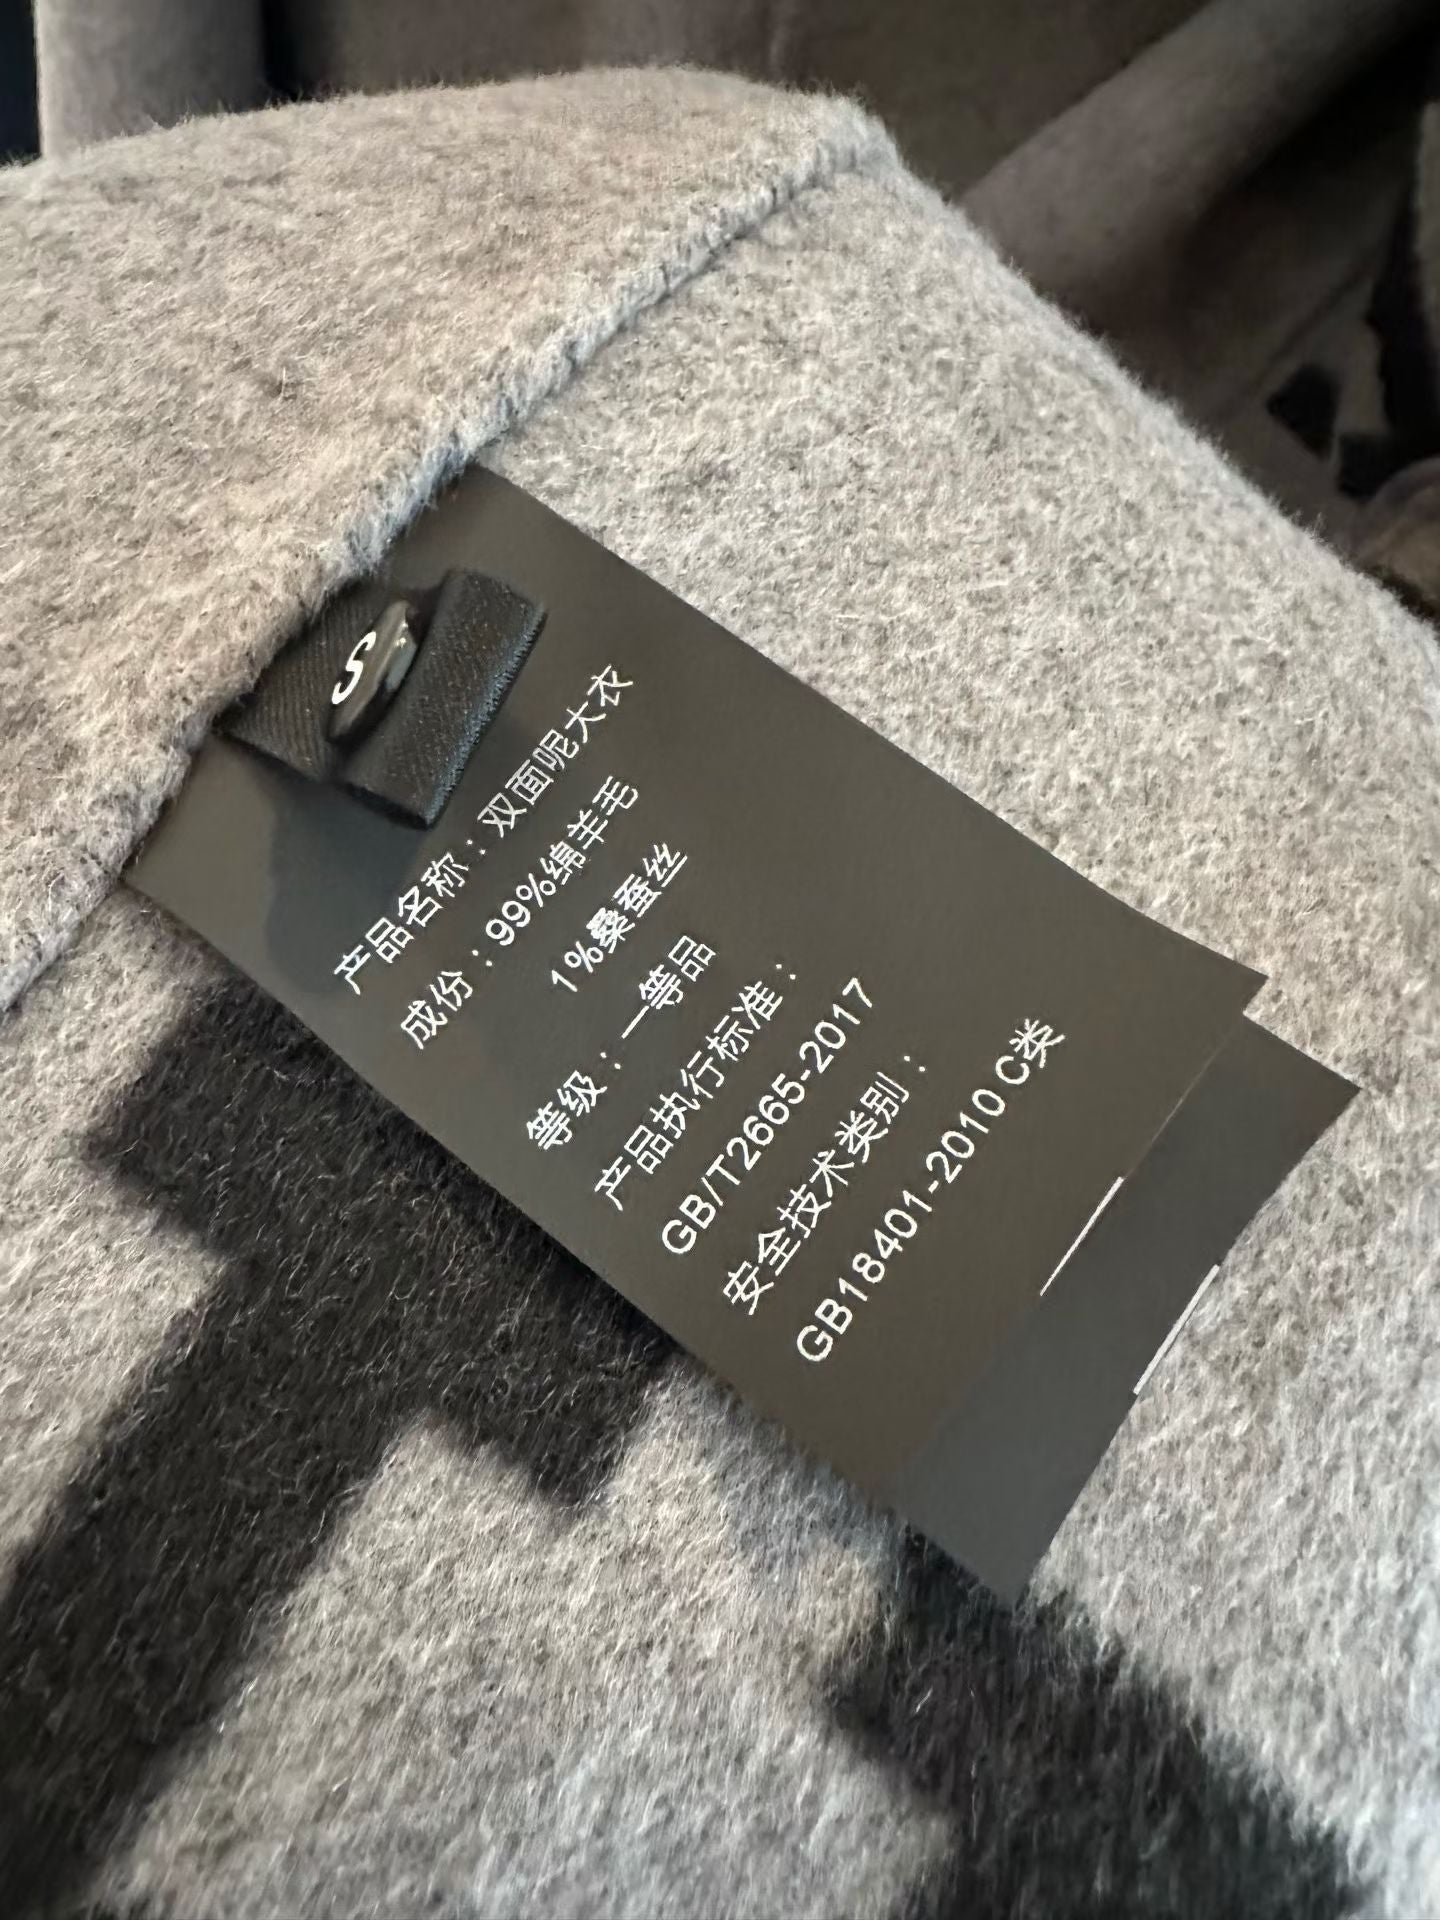 S
产品名称：双面呢大衣
成份：99%绵羊毛
1%桑蚕丝
等级：一等品
产品执行标准：
GB/T2665-2017
安全技术类别：
GB18401-2010 C类